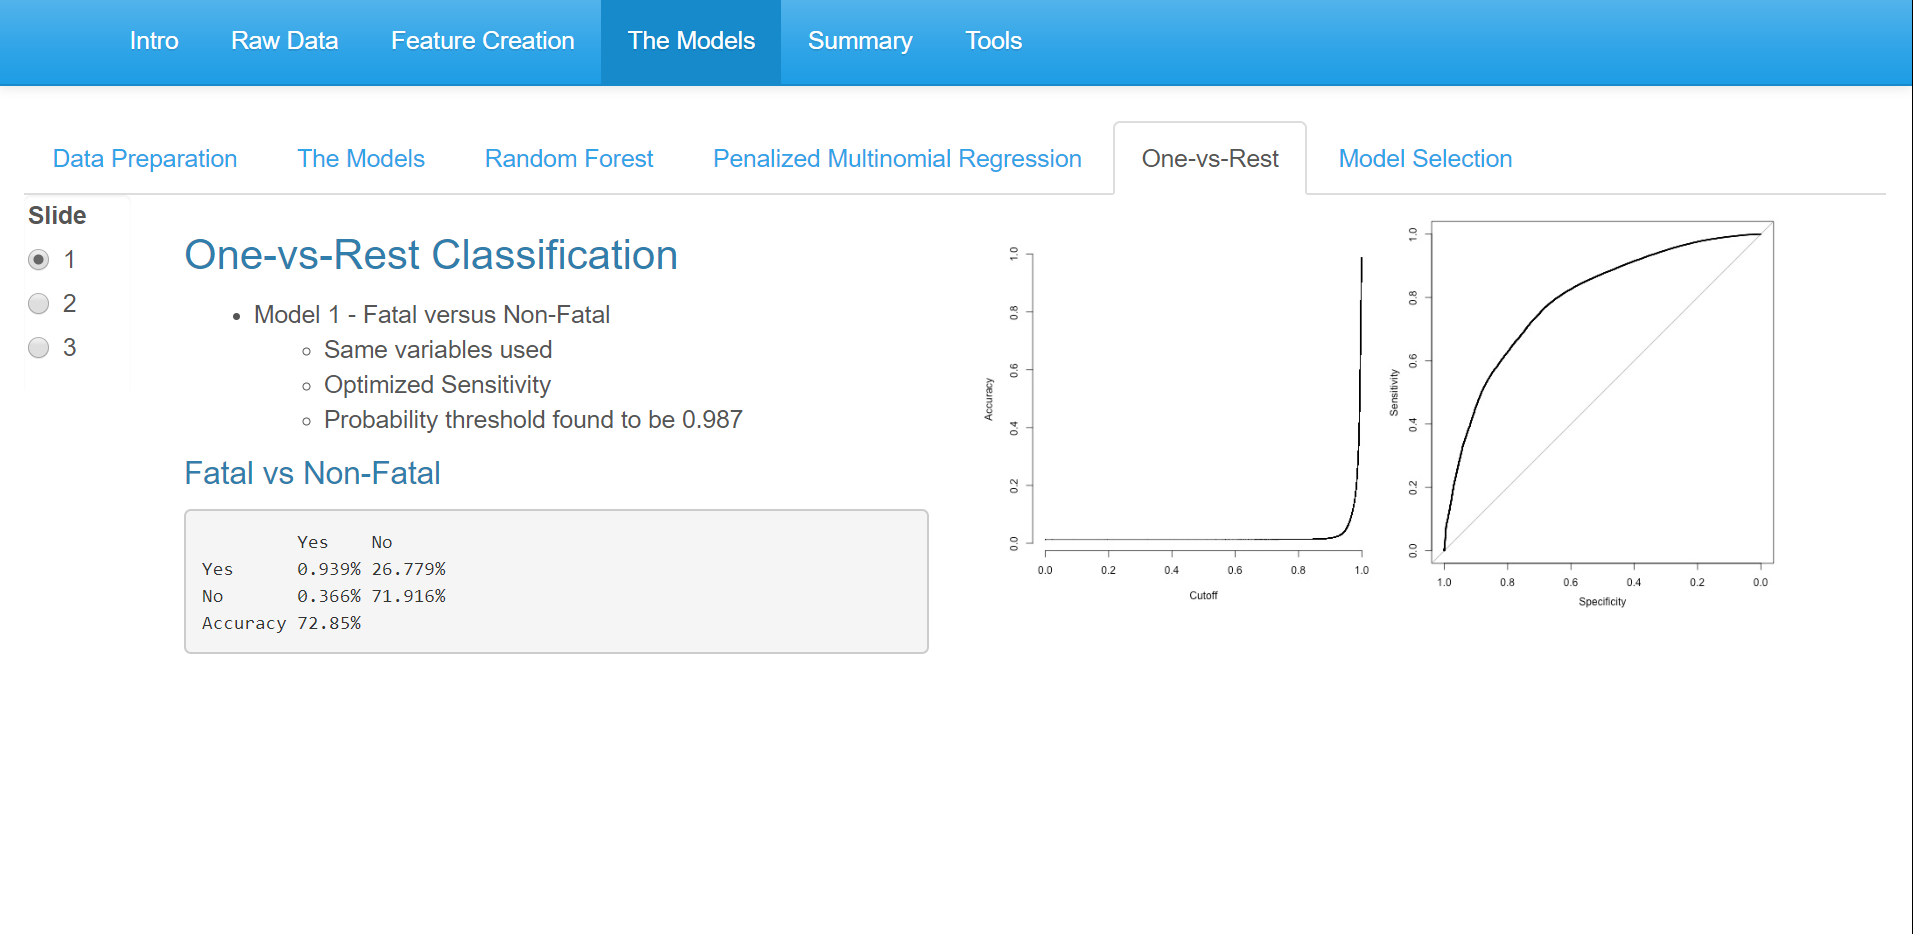 Intro Raw Data Feature Creation The Models Summary Tools
Data Preparation The Models Random Forest Penalized Multinomial Regression One-vs-Rest Model Selection
Slide
1
2
3
One-vs-Rest Classification
Model 1 - Fatal versus Non-Fatal
Same variables used
Optimized Sensitivity
Probability threshold found to be 0.987
Fatal vs Non-Fatal
Yes No
Yes 0.939% 26.779%
No 0.366% 71.916%
Accuracy 72.85%
Accuracy
1.0
0.8
0.6
0.4
0.2
0.0
0.0 0.2 0.4 0.6 0.8 1.0
Cutoff
Sensitivity
1.0
0.8
0.6
0.4
0.2
0.0
1.0 0.8 0.6 0.4 0.2 0.0
Specificity